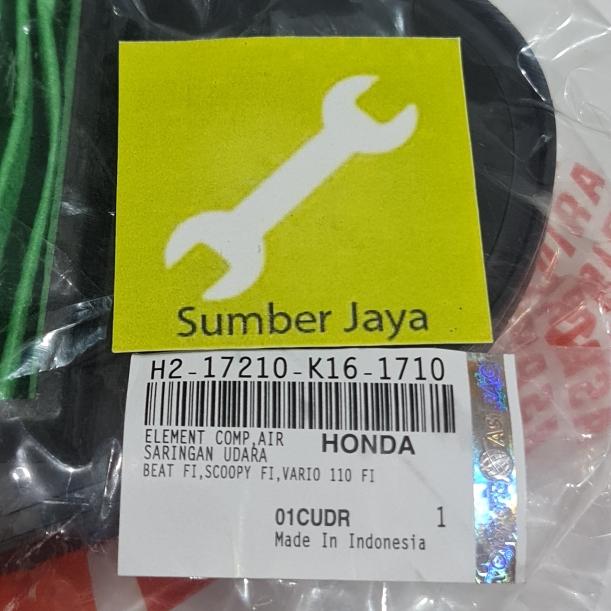 Sumber Jaya
H2-17210-K16-1710
ELEMENT COMP,AIR
SARINGAN UDARA
HONDA
BEAT FI,SCOOPY FI,VARIO 110 FI
01CUDR 1
Made In Indonesia